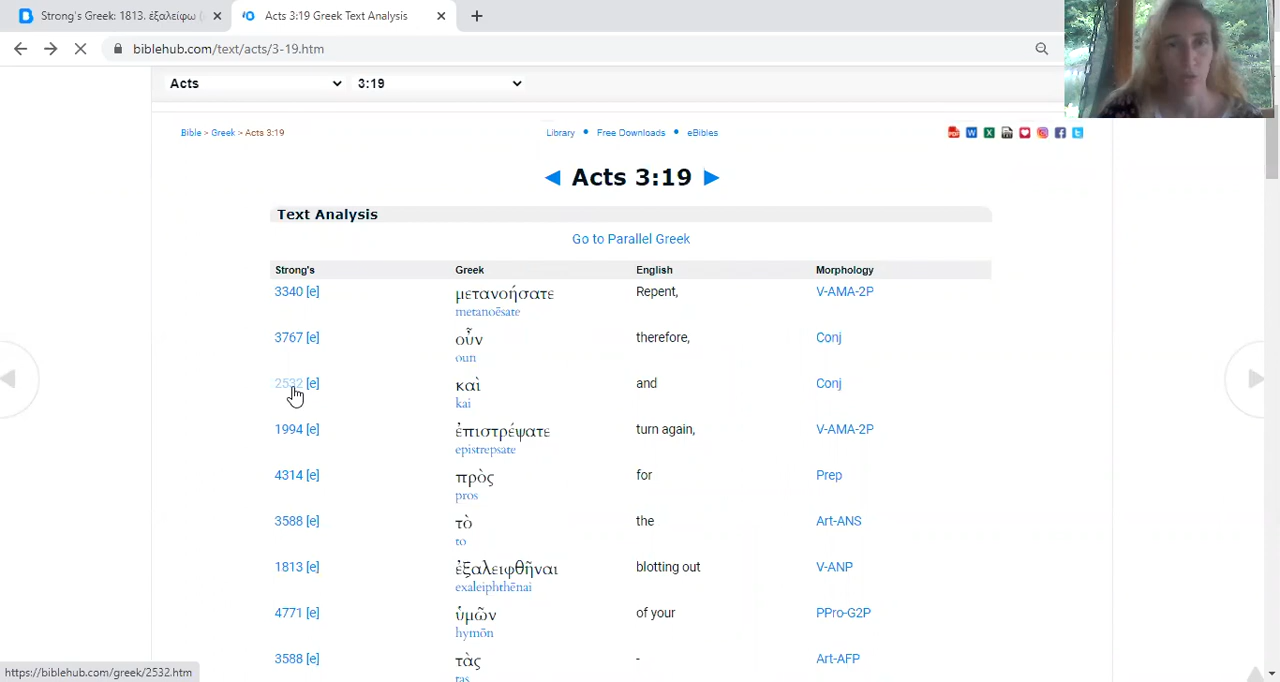 Strong's Greek: 1813. ἐξαλείφω (
Acts 3:19 Greek Text Analysis
biblehub.com/text/acts/3-19.htm
Acts 3:19
Bible > Greek > Acts 3:19
Library • Free Downloads • eBibles
◄ Acts 3:19 ►
Text Analysis
Go to Parallel Greek
Strong's Greek English Morphology
3340 [e] μετανοήσατε Repent, V-AMA-2P
metanoēsate
3767 [e] οὖν therefore, Conj
oun
2532 [e] καὶ and Conj
kai
1994 [e] ἐπιστρέψατε turn again, V-AMA-2P
epistrepsate
4314 [e] πρὸς for Prep
pros
3588 [e] τὸ the Art-ANS
to
1813 [e] ἐξαλειφθῆναι blotting out V-ANP
exaleiphthēnai
4771 [e] ὑμῶν of your PPro-G2P
hymōn
3588 [e] τὰς - Art-AFP
tas
https://biblehub.com/greek/2532.htm